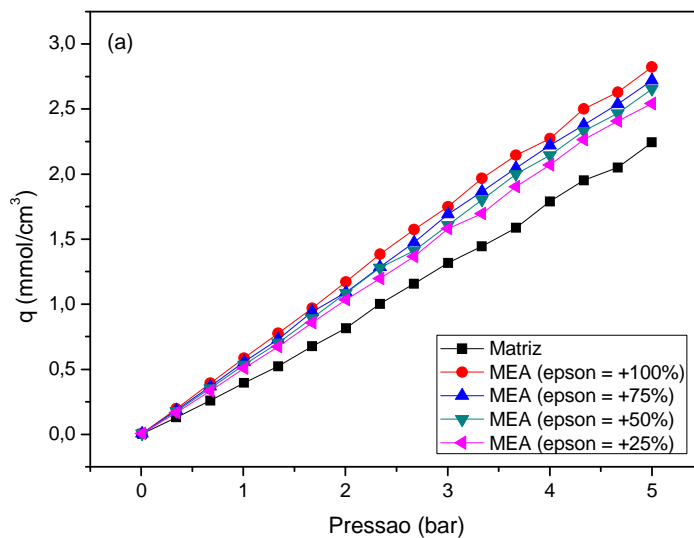 (a)
3,0
2,5
2,0
1,5
1,0
0,5
0,0
q (mmol/cm³)
0 1 2 3 4 5
Pressao (bar)
Matriz
MEA (epson = +100%)
MEA (epson = +75%)
MEA (epson = +50%)
MEA (epson = +25%)